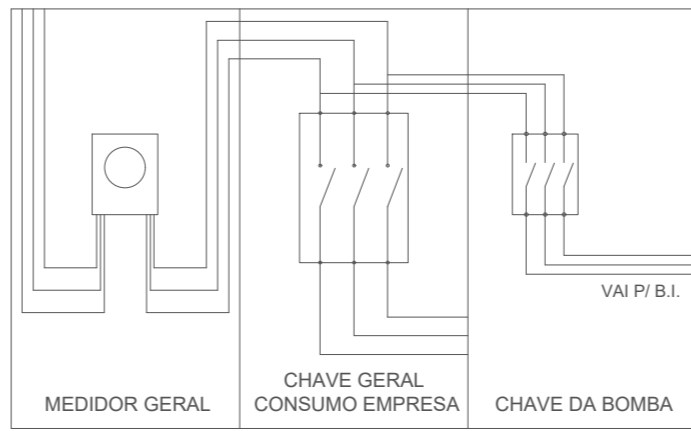 VAI P/ B.I.
MEDIDOR GERAL
CHAVE GERAL
CONSUMO EMPRESA
CHAVE DA BOMBA